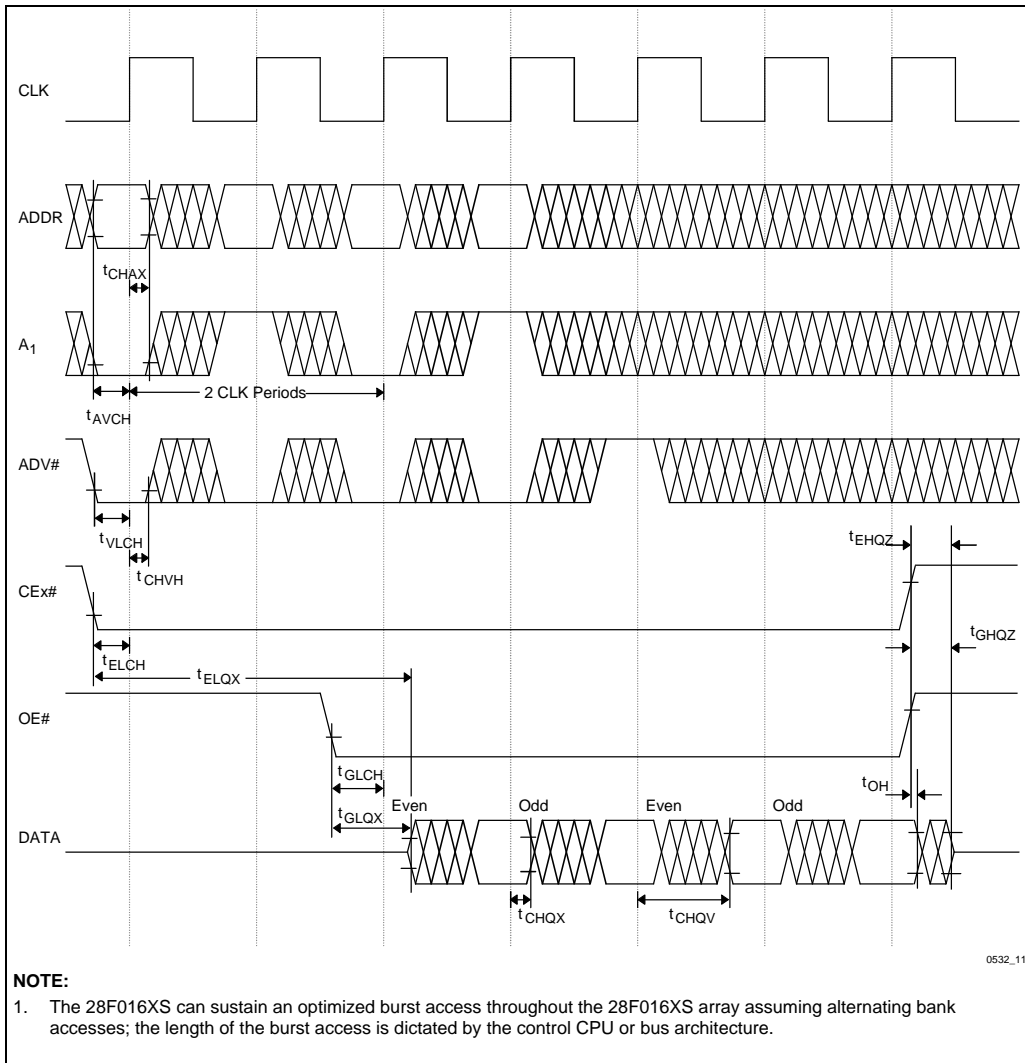 CLK
ADDR
tCHAX
A1
2 CLK Periods
tAVCH
ADV#
tVLCH
tEHQZ
tCHVH
CEx#
tGHQZ
tELCH
tELQX
OE#
tGLCH
tOH
tGLQX
Even Odd Even Odd
DATA
tCHQX
tCHQV
0532_11
NOTE:
1. The 28F016XS can sustain an optimized burst access throughout the 28F016XS array assuming alternating bank
accesses; the length of the burst access is dictated by the control CPU or bus architecture.